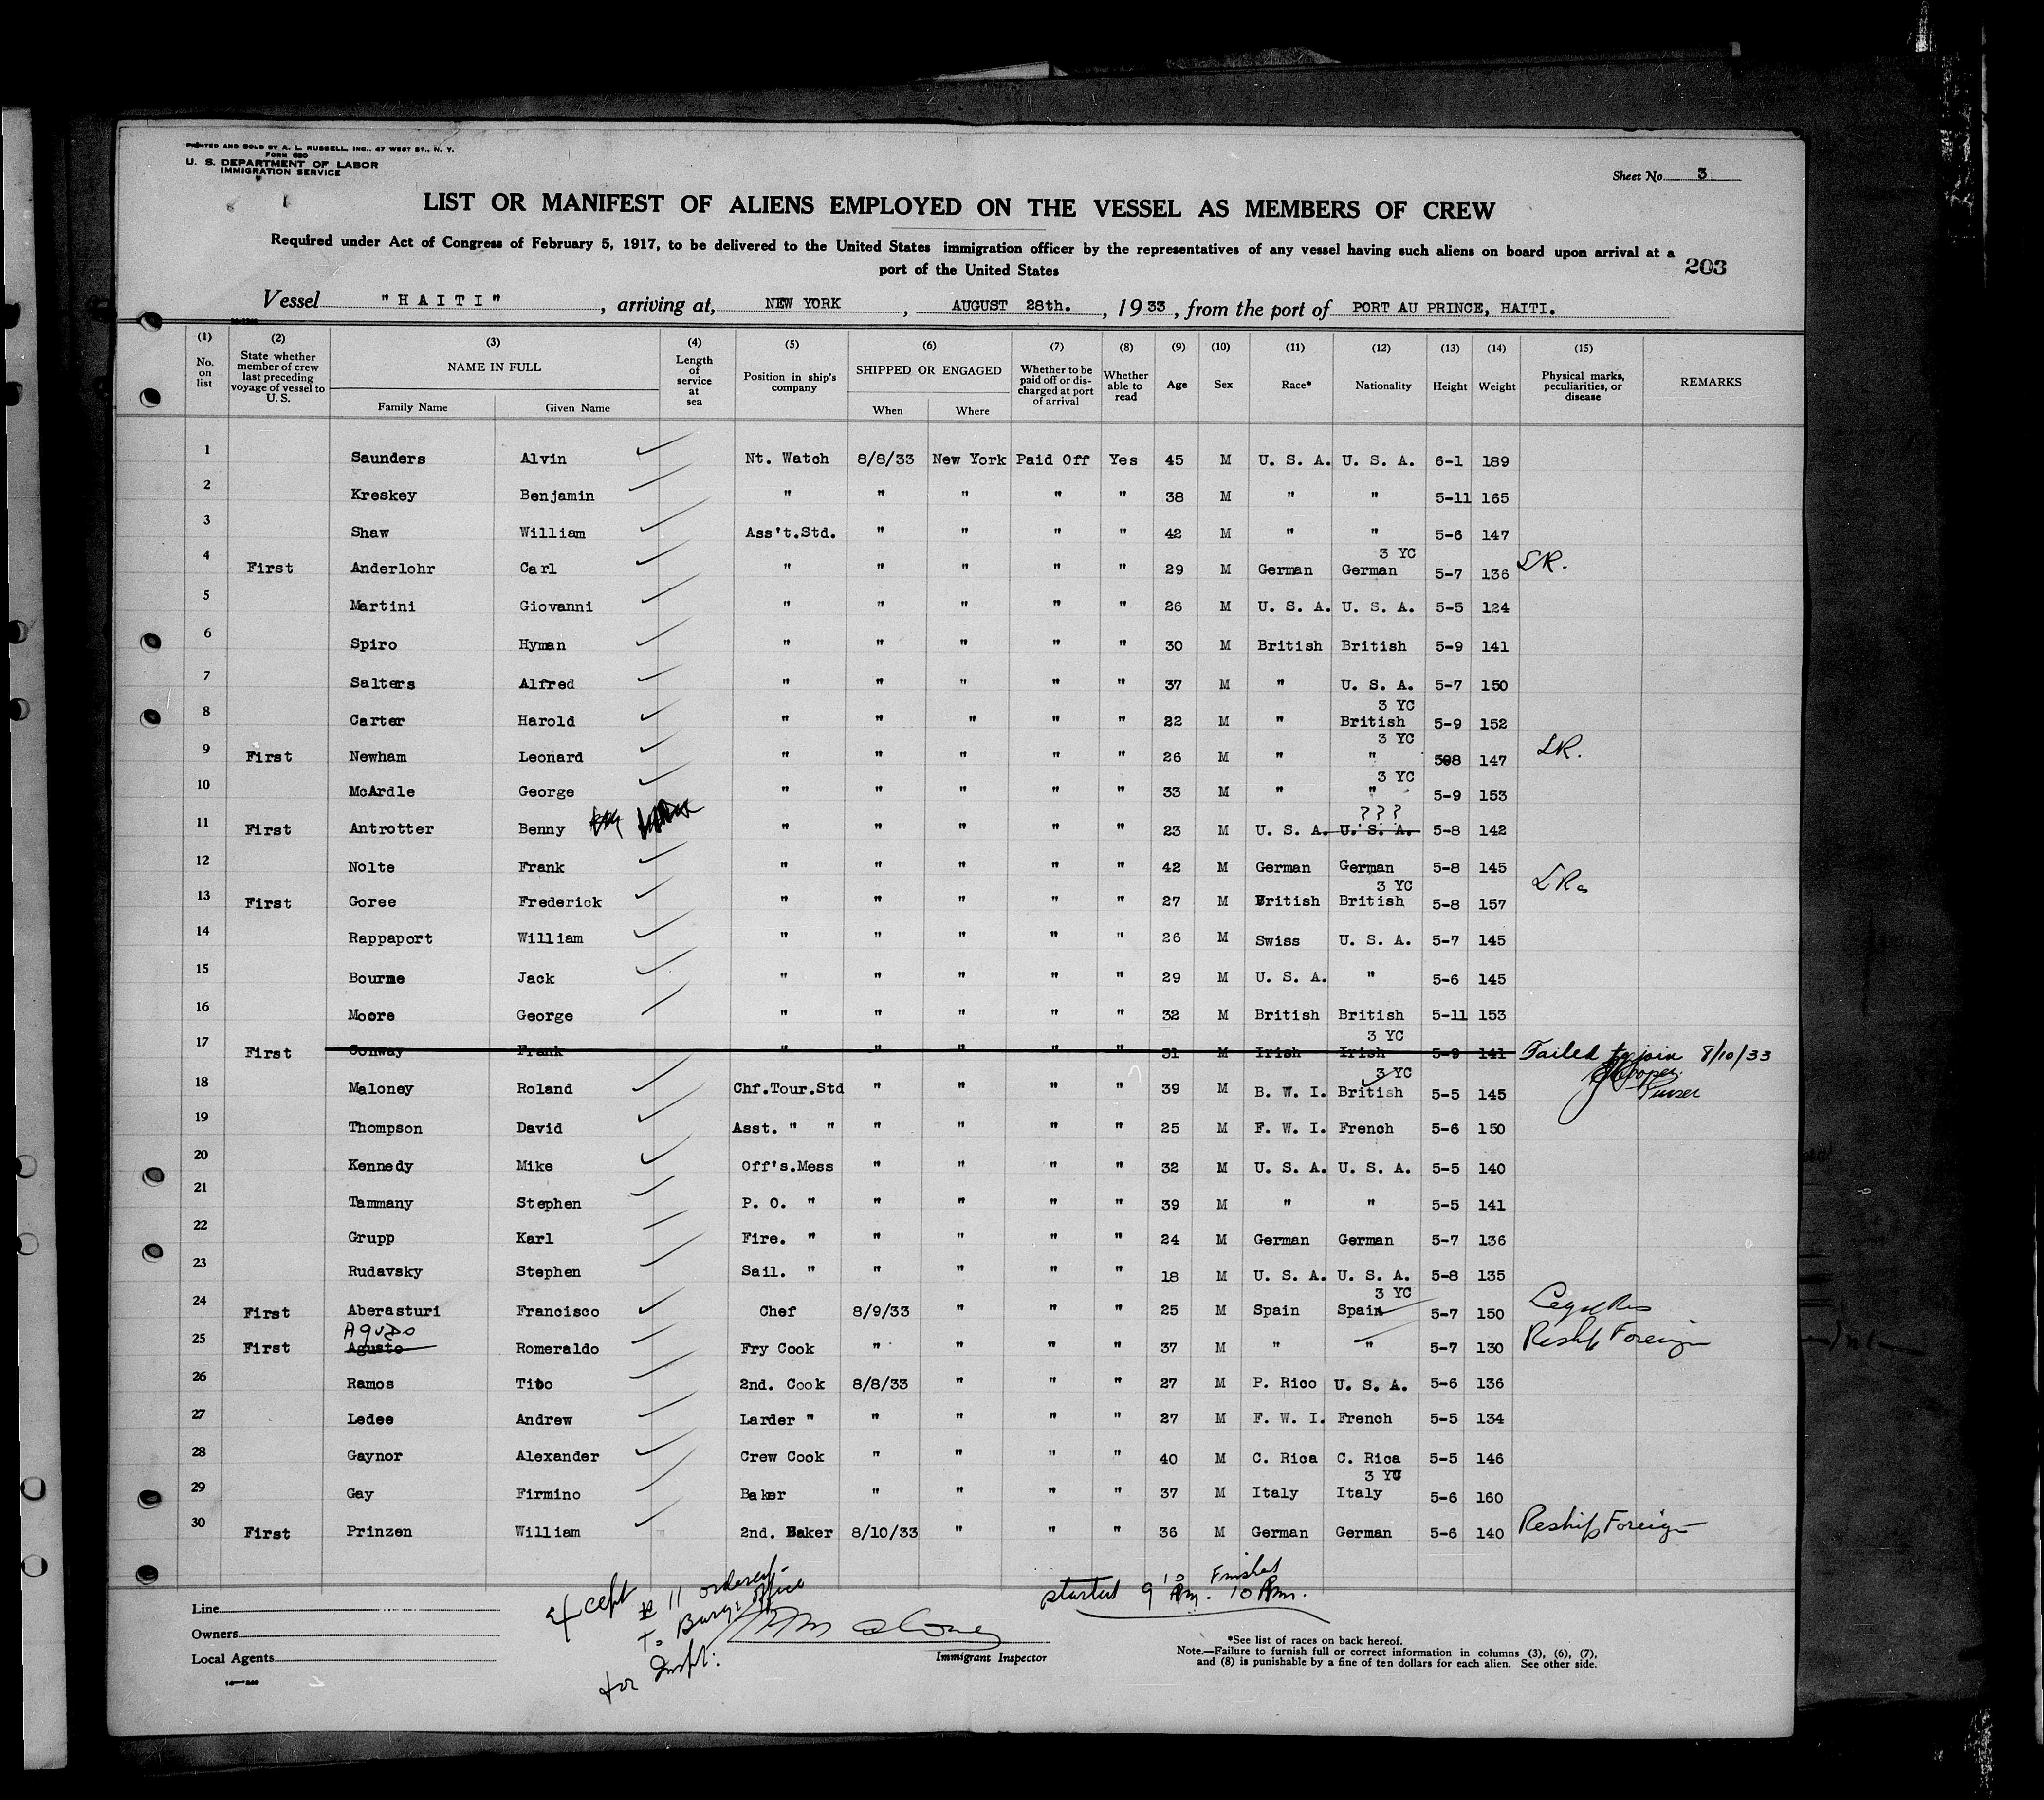 PRINTED AND SOLD BY A. L. RUSSELL, INC., 47 WEST ST., N. Y.
FORM 680
U. S. DEPARTMENT OF LABOR
IMMIGRATION SERVICE
Sheet No. 3
LIST OR MANIFEST OF ALIENS EMPLOYED ON THE VESSEL AS MEMBERS OF CREW
Required under Act of Congress of February 5, 1917, to be delivered to the United States immigration officer by the representatives of any vessel having such aliens on board upon arrival at a
port of the United States
203
Vessel "HAITI", arriving at, NEW YORK, AUGUST 28th., 1933, from the port of PORT AU PRINCE, HAITI.
(1) No. on list (2) State whether member of crew last preceding voyage of vessel to U. S. (3) NAME IN FULL Family Name Given Name (4) Length of service at sea (5) Position in ship's company (6) SHIPPED OR ENGAGED When Where (7) Whether to be paid off or discharged at port of arrival (8) Whether able to read (9) Age (10) Sex (11) Race* (12) Nationality (13) Height (14) Weight (15) Physical marks, peculiarities, or disease REMARKS
1 Saunders Alvin Nt. Watch 8/8/33 New York Paid Off Yes 45 M U. S. A. U. S. A. 6-1 189
2 Kreskey Benjamin " " " " " 38 M " " 5-11 165
3 Shaw William Ass't.Std. " " " " 42 M " " 5-6 147
4 First Anderlohr Carl " " " " " 29 M German 3 YC German 5-7 136 LR.
5 Martini Giovanni " " " " " 26 M U. S. A. U. S. A. 5-5 124
6 Spiro Hyman " " " " " 30 M British British 5-9 141
7 Salters Alfred " " " " " 37 M " U. S. A. 5-7 150
8 Carter Harold " " " " " 22 M " 3 YC British 5-9 152
9 First Newham Leonard " " " " " 26 M " 3 YC " 508 147 LR.
10 McArdle George " " " " " 33 M " 3 YC " 5-9 153
11 First Antrotter Benny " " " " " 23 M U. S. A. ??? U. S. A. 5-8 142
12 Nolte Frank " " " " " 42 M German German 5-8 145
13 First Goree Frederick " " " " " 27 M British 3 YC British 5-8 157 LR.
14 Rappaport William " " " " " 26 M Swiss U. S. A. 5-7 145
15 Bourne Jack " " " " " 29 M U. S. A. " 5-6 145
16 Moore George " " " " " 32 M British British 5-11 153
17 First Conway Frank " " " " " 31 M Irish 3 YC Irish 5-9 141 Failed to join 8/10/33
Cooper
Purser
18 Maloney Roland Chf.Tour.Std " " " " 39 M B. W. I. 3 YC British 5-5 145
19 Thompson David Asst. " " " " " " 25 M F. W. I. French 5-6 150
20 Kennedy Mike Off's.Mess " " " " 32 M U. S. A. U. S. A. 5-5 140
21 Tammany Stephen P. O. " " " " " 39 M " " 5-5 141
22 Grupp Karl Fire. " " " " " 24 M German German 5-7 136
23 Rudavsky Stephen Sail. " " " " " 18 M U. S. A. U. S. A. 5-8 135
24 First Aberasturi Francisco Chef 8/9/33 " " " 25 M Spain 3 YC Spain 5-7 150 Legal Res
Agudo
25 First Agusto Romeraldo Fry Cook " " " " 37 M " " 5-7 130 Reship Foreign
26 Ramos Tito 2nd. Cook 8/8/33 " " " 27 M P. Rico U. S. A. 5-6 136
27 Ledee Andrew Larder " " " " " 27 M F. W. I. French 5-5 134
28 Gaynor Alexander Crew Cook " " " " 40 M C. Rica C. Rica 5-5 146
29 Gay Firmino Baker " " " " 37 M Italy 3 YC Italy 5-6 160
30 First Prinzen William 2nd. Baker 8/10/33 " " " 36 M German German 5-6 140 Reship Foreign
Except # 11 ordered
to Barge office
for Inspt.
started 9 10 Am. Finished 10 Am.
Line
Owners
Local Agents
Immigrant Inspector
*See list of races on back hereof.
Note.—Failure to furnish full or correct information in columns (3), (6), (7),
and (8) is punishable by a fine of ten dollars for each alien. See other side.